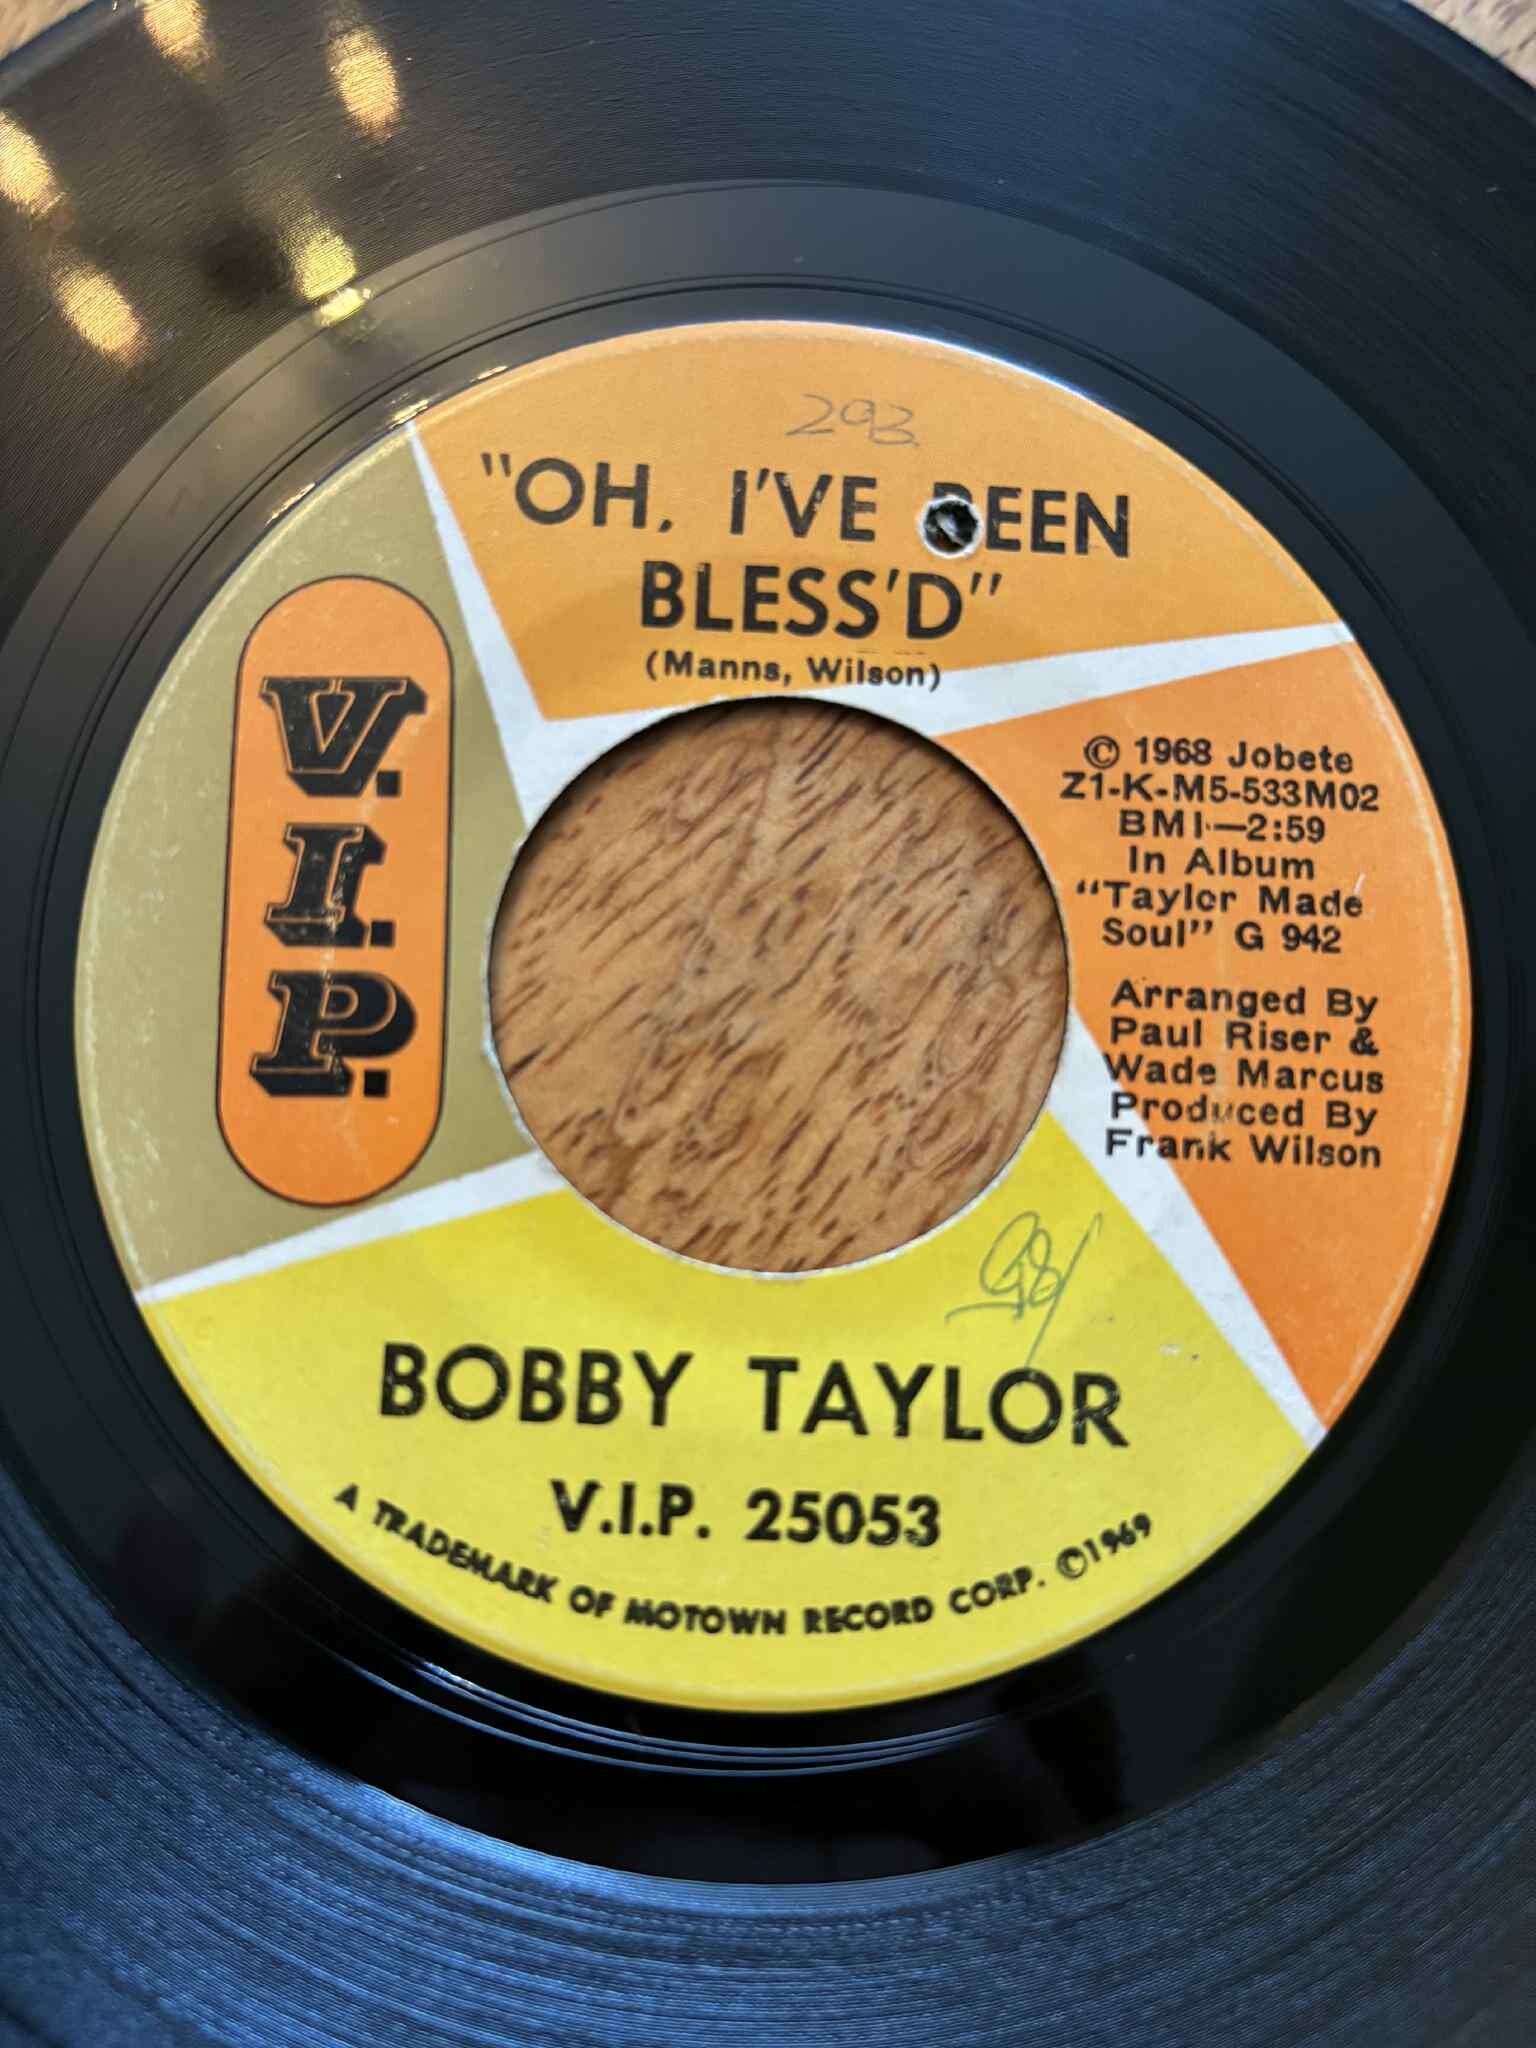 293
"OH, I'VE BEEN
BLESS'D"
(Manns, Wilson)
V.I.P.
© 1968 Jobete
Z1-K-M5-533M02
BMI—2:59
In Album
"Taylor Made
Soul" G 942
Arranged By
Paul Riser &
Wade Marcus
Produced By
Frank Wilson
BOBBY TAYLOR
V.I.P. 25053
A TRADEMARK OF MOTOWN RECORD CORP. ©1969